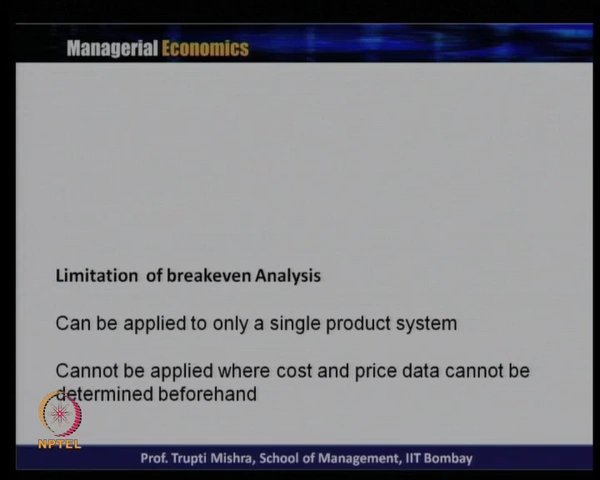 Managerial Economics
Limitation of breakeven Analysis
Can be applied to only a single product system
Cannot be applied where cost and price data cannot be
determined beforehand
NPTEL
Prof. Trupti Mishra, School of Management, IIT Bombay